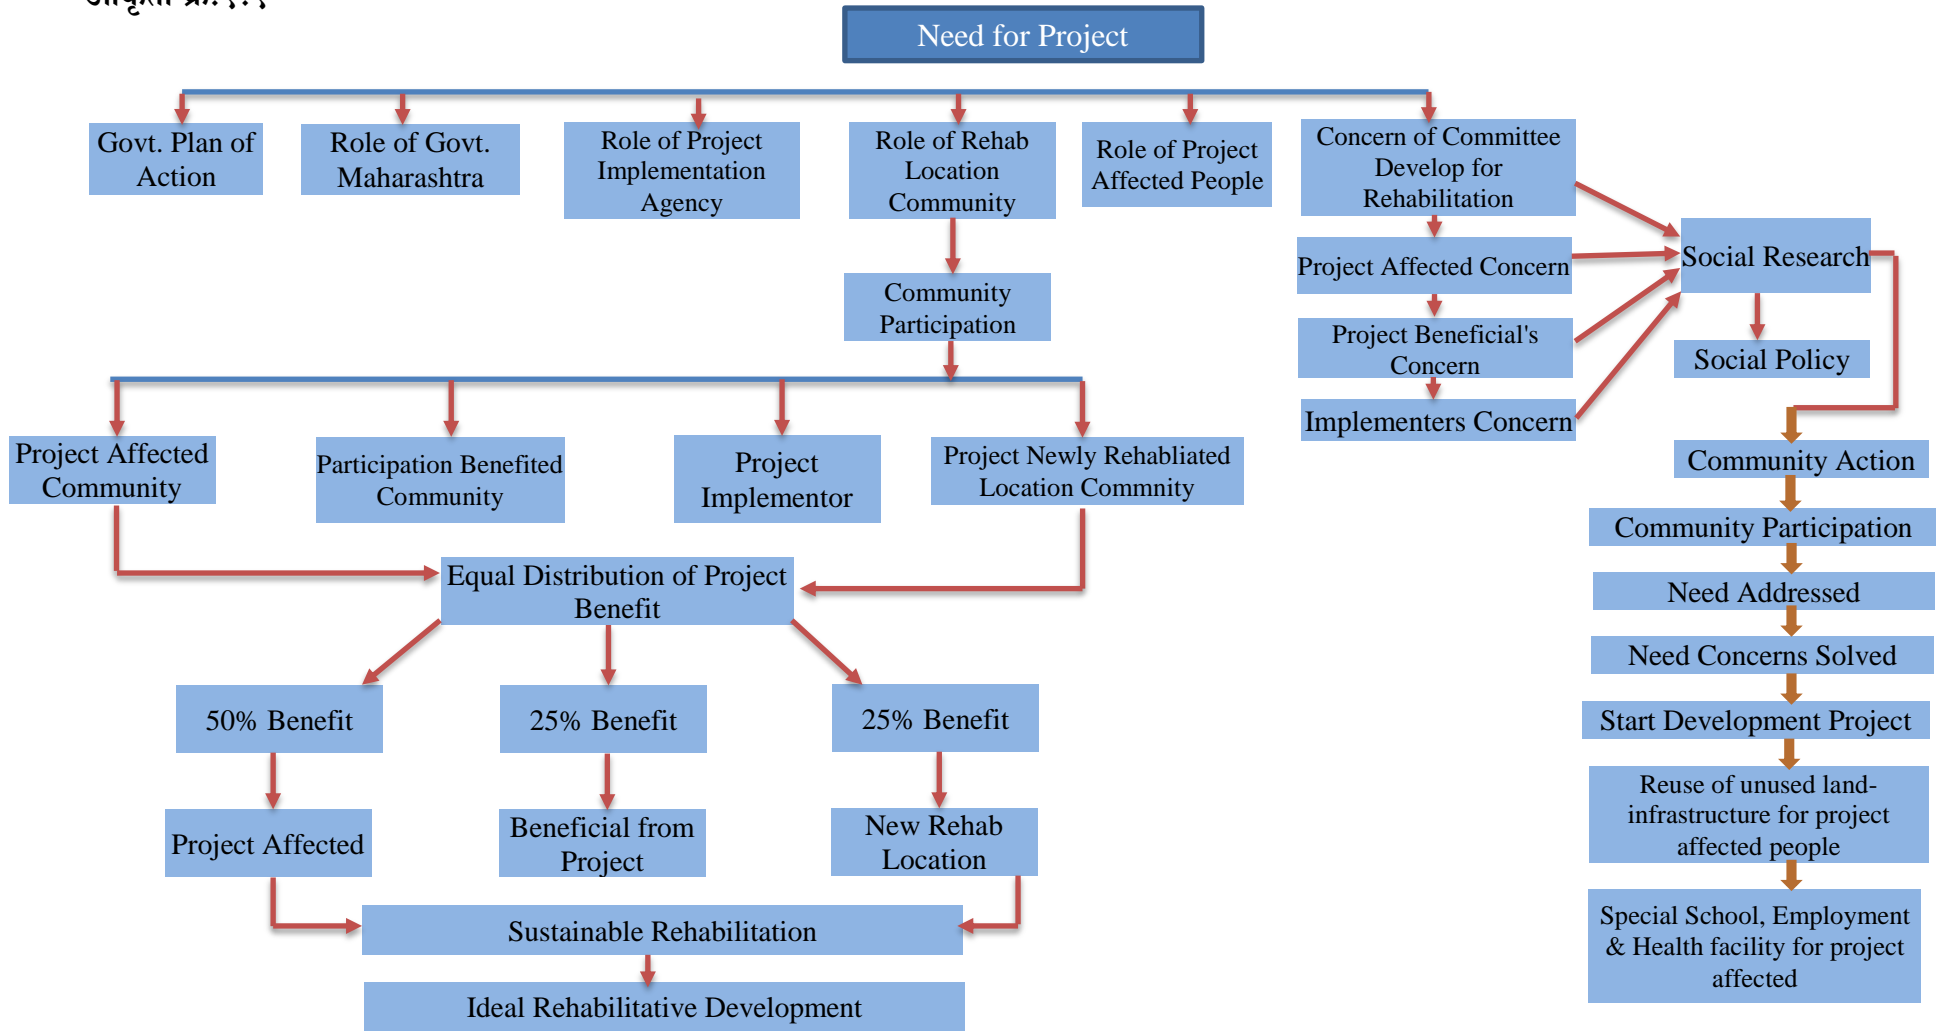 आकृती क्र.९.९
Need for Project
Govt. Plan of
Action
Role of Govt.
Maharashtra
Role of Project
Implementation
Agency
Role of Rehab
Location
Community
Role of Project
Affected People
Concern of Committee
Develop for
Rehabilitation
Project Affected Concern
Project Beneficial's
Concern
Implementers Concern
Social Research
Social Policy
Community
Participation
Project Affected
Community
Participation Benefited
Community
Project
Implementor
Project Newly Rehabliated
Location Commnity
Equal Distribution of Project
Benefit
50% Benefit
25% Benefit
25% Benefit
Project Affected
Beneficial from
Project
New Rehab
Location
Sustainable Rehabilitation
Ideal Rehabilitative Development
Community Action
Community Participation
Need Addressed
Need Concerns Solved
Start Development Project
Reuse of unused land-
infrastructure for project
affected people
Special School, Employment
& Health facility for project
affected